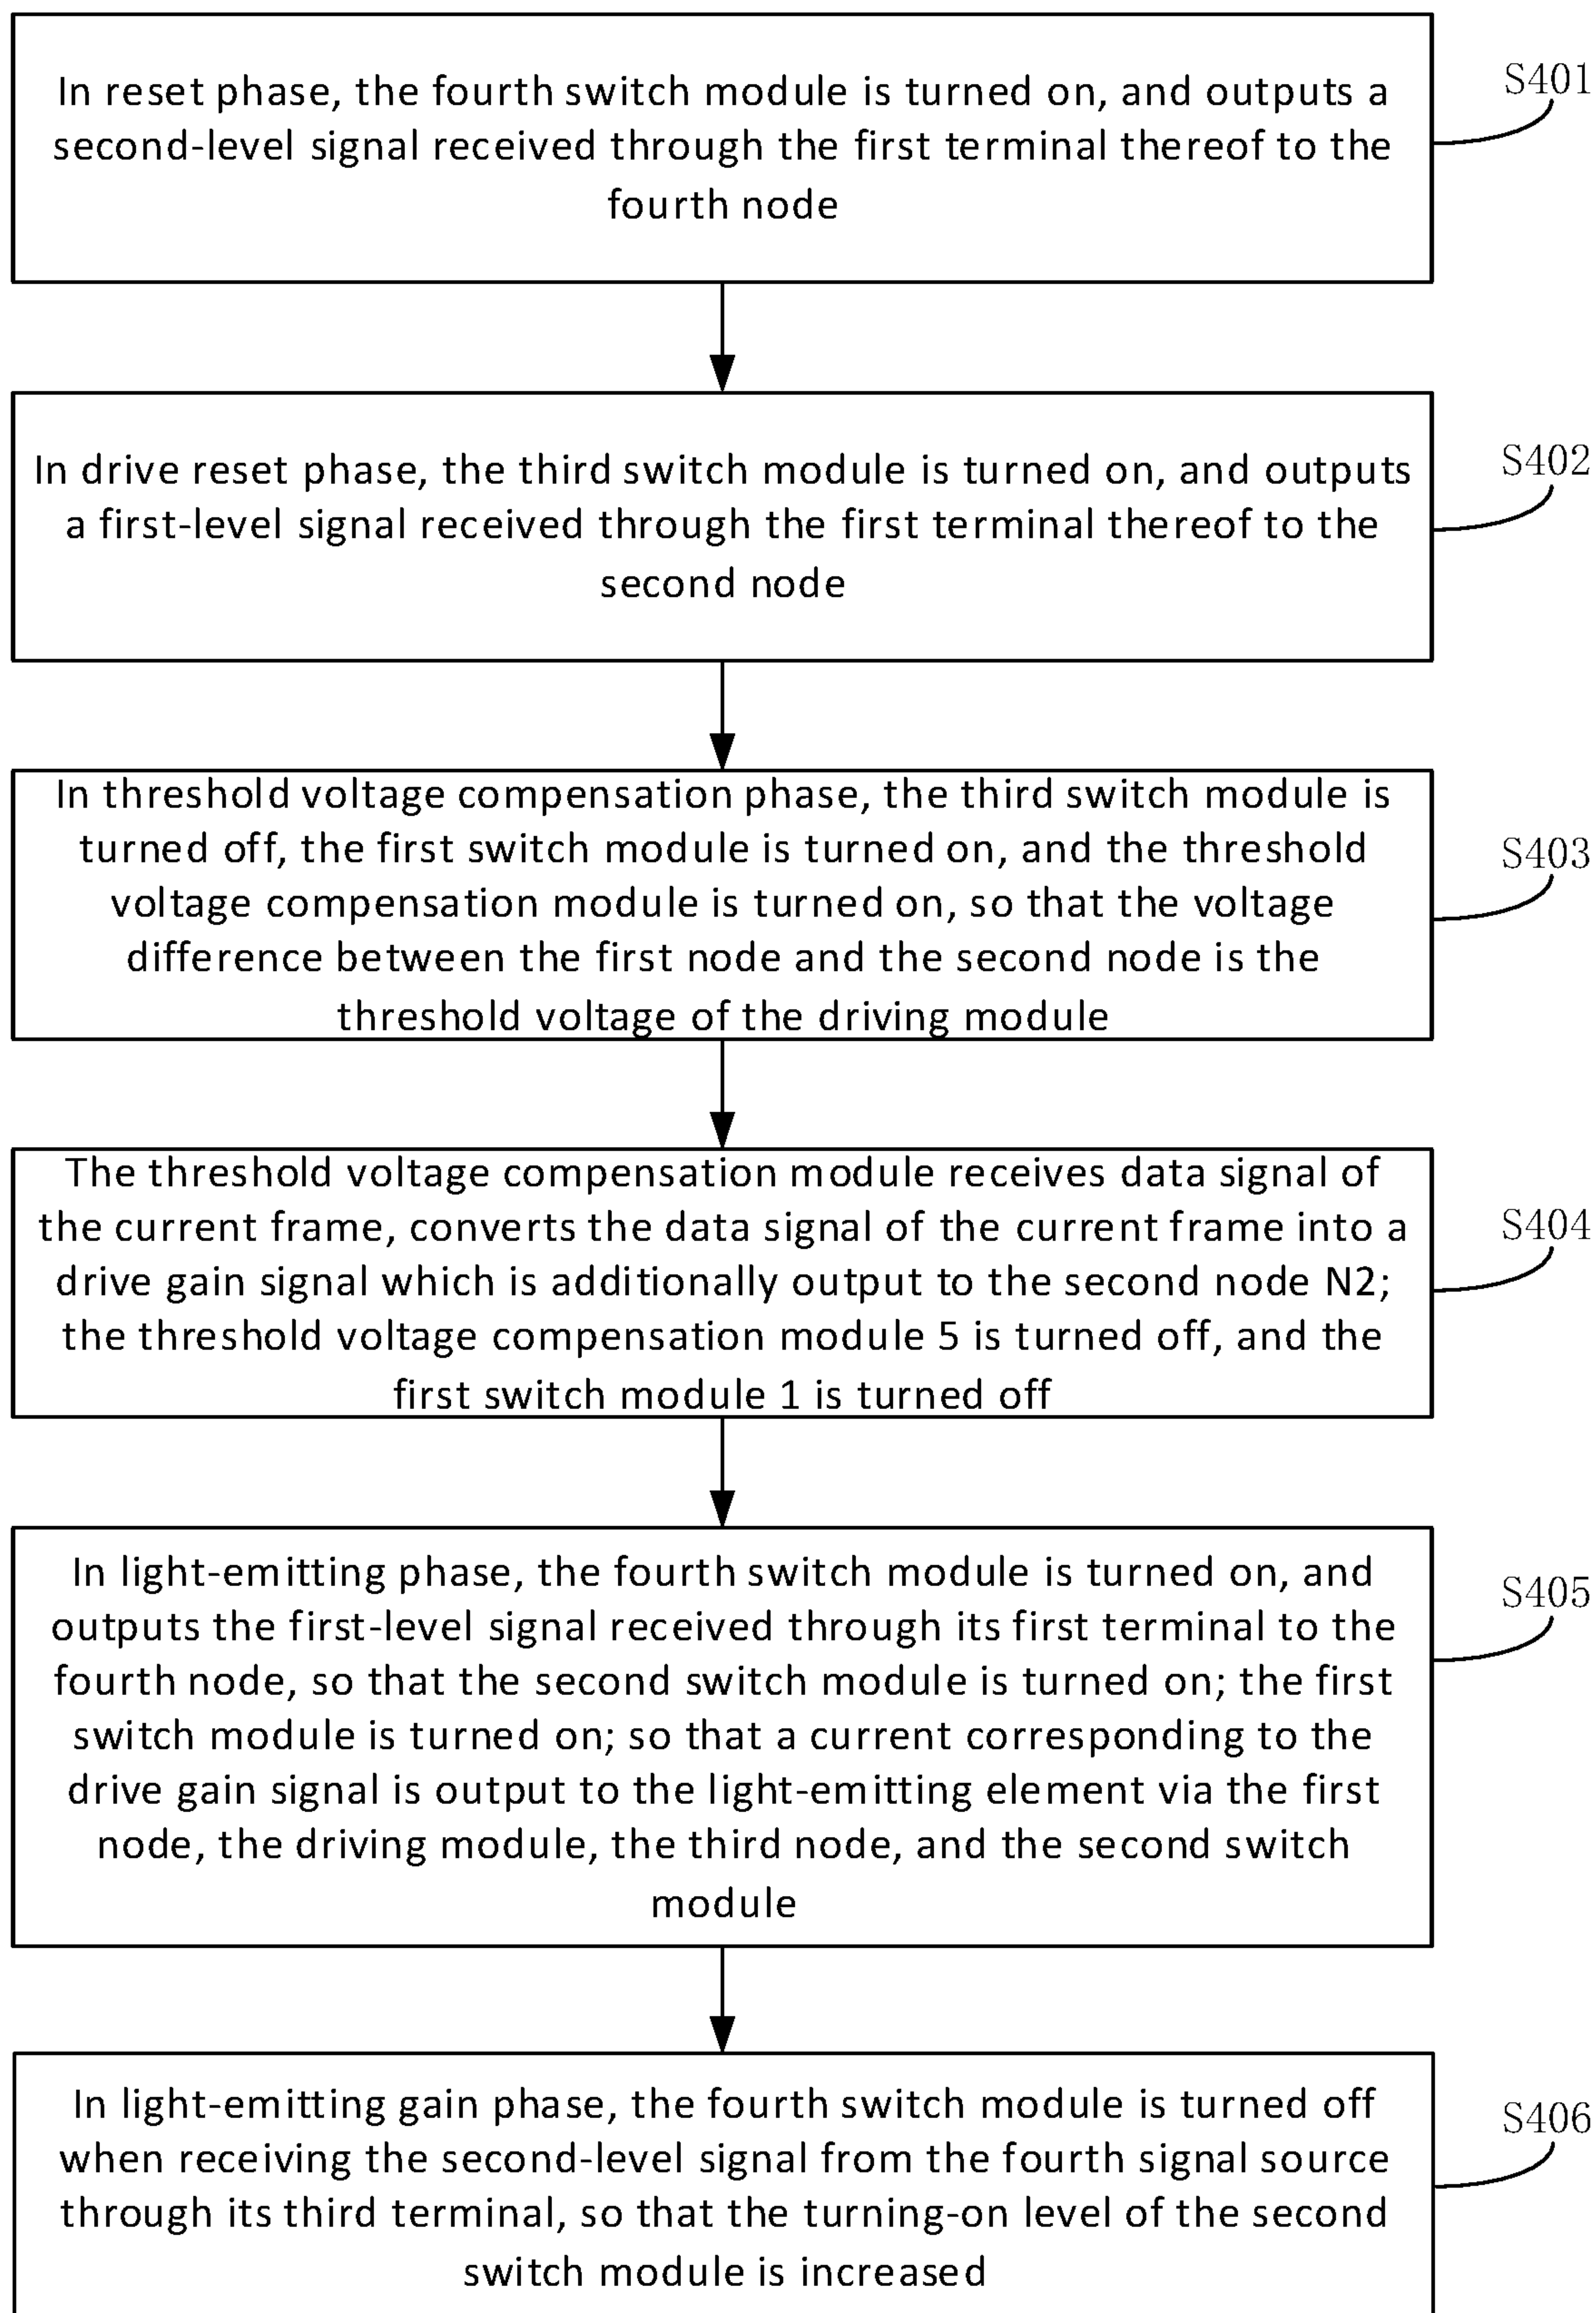 In reset phase, the fourth switch module is turned on, and outputs a
second-level signal received through the first terminal thereof to the
fourth node
S401
In drive reset phase, the third switch module is turned on, and outputs
a first-level signal received through the first terminal thereof to the
second node
S402
In threshold voltage compensation phase, the third switch module is
turned off, the first switch module is turned on, and the threshold
voltage compensation module is turned on, so that the voltage
difference between the first node and the second node is the
threshold voltage of the driving module
S403
The threshold voltage compensation module receives data signal of
the current frame, converts the data signal of the current frame into a
drive gain signal which is additionally output to the second node N2;
the threshold voltage compensation module 5 is turned off, and the
first switch module 1 is turned off
S404
In light-emitting phase, the fourth switch module is turned on, and
outputs the first-level signal received through its first terminal to the
fourth node, so that the second switch module is turned on; the first
switch module is turned on; so that a current corresponding to the
drive gain signal is output to the light-emitting element via the first
node, the driving module, the third node, and the second switch
module
S405
In light-emitting gain phase, the fourth switch module is turned off
when receiving the second-level signal from the fourth signal source
through its third terminal, so that the turning-on level of the second
switch module is increased
S406